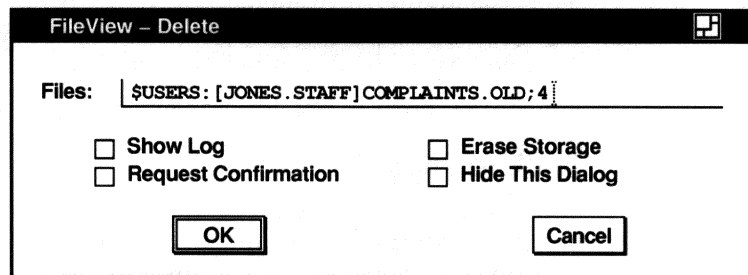 FileView – Delete
Files: $USERS:[JONES.STAFF]COMPLAINTS.OLD;4
Show Log Erase Storage
Request Confirmation Hide This Dialog
OK Cancel